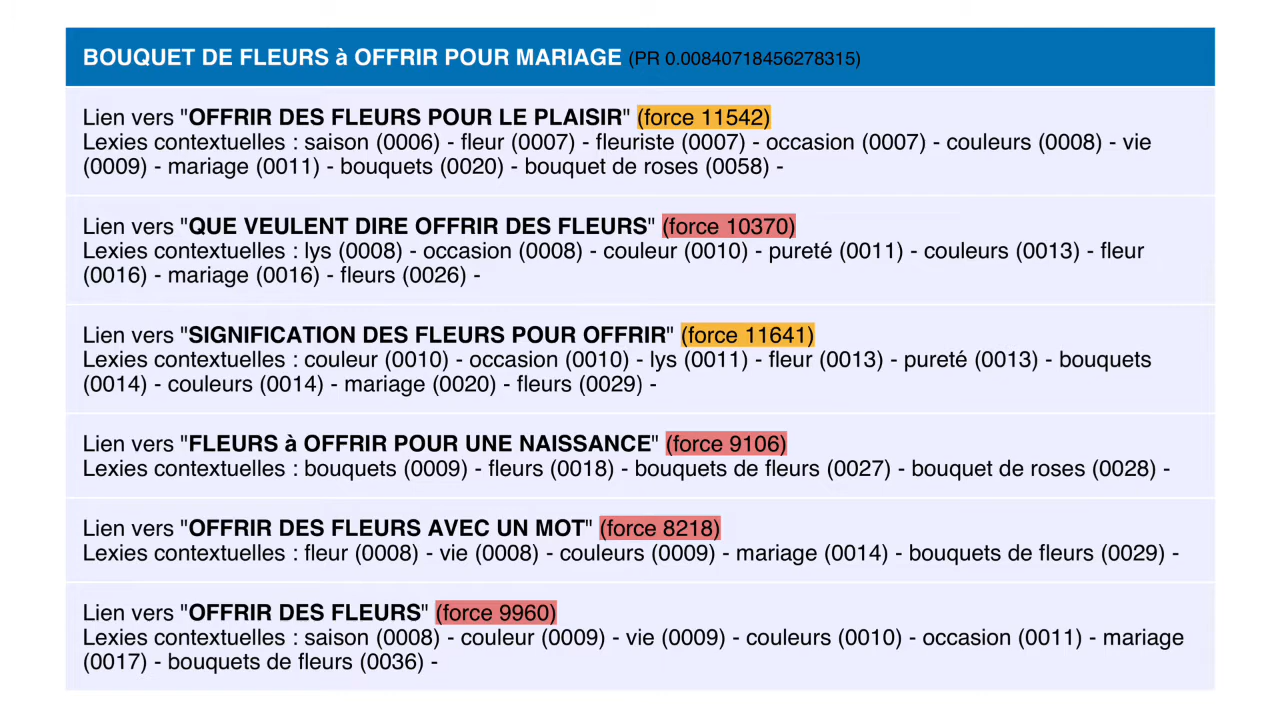 BOUQUET DE FLEURS à OFFRIR POUR MARIAGE (PR 0.00840718456278315)
Lien vers "OFFRIR DES FLEURS POUR LE PLAISIR" (force 11542)
Lexies contextuelles : saison (0006) - fleur (0007) - fleuriste (0007) - occasion (0007) - couleurs (0008) - vie
(0009) - mariage (0011) - bouquets (0020) - bouquet de roses (0058) -
Lien vers "QUE VEULENT DIRE OFFRIR DES FLEURS" (force 10370)
Lexies contextuelles : lys (0008) - occasion (0008) - couleur (0010) - pureté (0011) - couleurs (0013) - fleur
(0016) - mariage (0016) - fleurs (0026) -
Lien vers "SIGNIFICATION DES FLEURS POUR OFFRIR" (force 11641)
Lexies contextuelles : couleur (0010) - occasion (0010) - lys (0011) - fleur (0013) - pureté (0013) - bouquets
(0014) - couleurs (0014) - mariage (0020) - fleurs (0029) -
Lien vers "FLEURS à OFFRIR POUR UNE NAISSANCE" (force 9106)
Lexies contextuelles : bouquets (0009) - fleurs (0018) - bouquets de fleurs (0027) - bouquet de roses (0028) -
Lien vers "OFFRIR DES FLEURS AVEC UN MOT" (force 8218)
Lexies contextuelles : fleur (0008) - vie (0008) - couleurs (0009) - mariage (0014) - bouquets de fleurs (0029) -
Lien vers "OFFRIR DES FLEURS" (force 9960)
Lexies contextuelles : saison (0008) - couleur (0009) - vie (0009) - couleurs (0010) - occasion (0011) - mariage
(0017) - bouquets de fleurs (0036) -